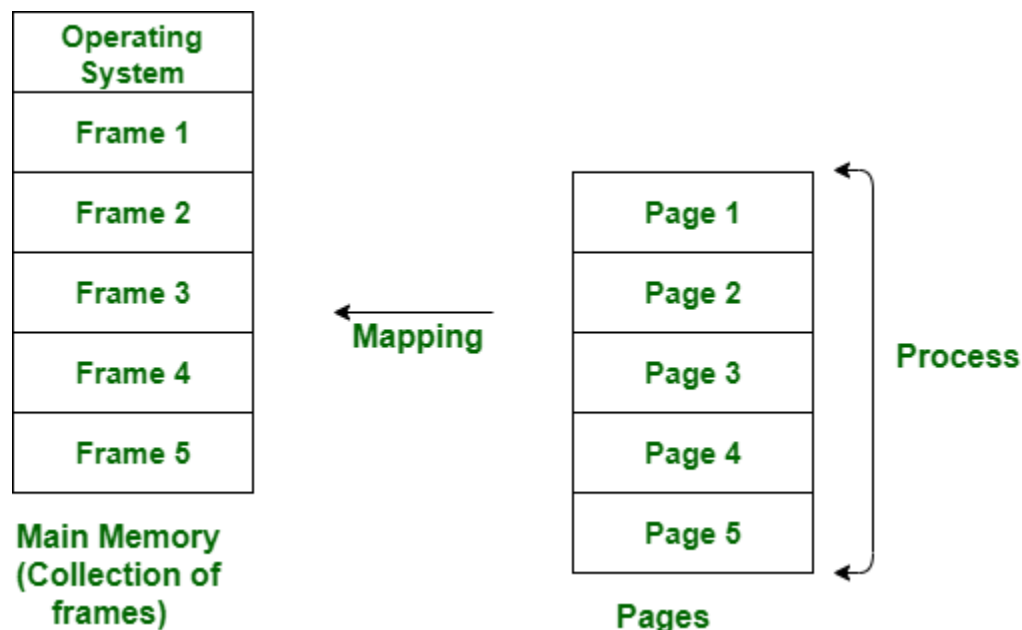 Operating
System
Frame 1
Frame 2
Frame 3
Frame 4
Frame 5
Main Memory
(Collection of
frames)
Mapping
Page 1
Page 2
Page 3
Page 4
Page 5
Pages
Process